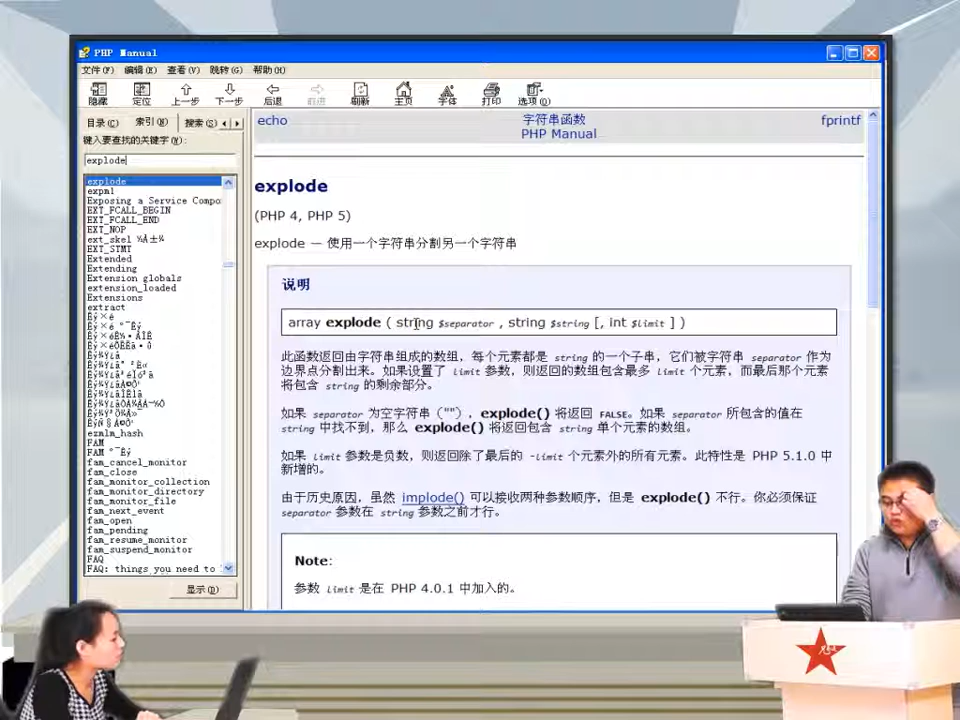 PHP Manual
文件(F) 编辑(E) 查看(V) 跳转(G) 帮助(H)
隐藏 定位 上一步 下一步 后退 前进 刷新 主页 字体 打印 选项(O)
目录(C) 索引(N) 搜索(S)
键入要查找的关键字(W):
explode
explode
expm1
Exposing a Service Compo
EXT_FCALL_BEGIN
EXT_FCALL_END
EXT_NOP
ext_skel
EXT_STMT
Extended
Extending
Extension globals
extension_loaded
Extensions
extract
ezmlm_hash
FAM
FAM
fam_cancel_monitor
fam_close
fam_monitor_collection
fam_monitor_directory
fam_monitor_file
fam_next_event
fam_open
fam_pending
fam_resume_monitor
fam_suspend_monitor
FAQ
FAQ: things you need to
显示(D)
echo
字符串函数
PHP Manual
fprintf
explode
(PHP 4, PHP 5)
explode — 使用一个字符串分割另一个字符串
说明
array explode ( string $separator , string $string [, int $limit ] )
此函数返回由字符串组成的数组，每个元素都是 string 的一个子串，它们被字符串 separator 作为
边界点分割出来。如果设置了 limit 参数，则返回的数组包含最多 limit 个元素，而最后那个元素
将包含 string 的剩余部分。
如果 separator 为空字符串（""），explode() 将返回 FALSE。如果 separator 所包含的值在
string 中找不到，那么 explode() 将返回包含 string 单个元素的数组。
如果 limit 参数是负数，则返回除了最后的 -limit 个元素外的所有元素。此特性是 PHP 5.1.0 中
新增的。
由于历史原因，虽然 implode() 可以接收两种参数顺序，但是 explode() 不行。你必须保证
separator 参数在 string 参数之前才行。
Note:
参数 limit 是在 PHP 4.0.1 中加入的。